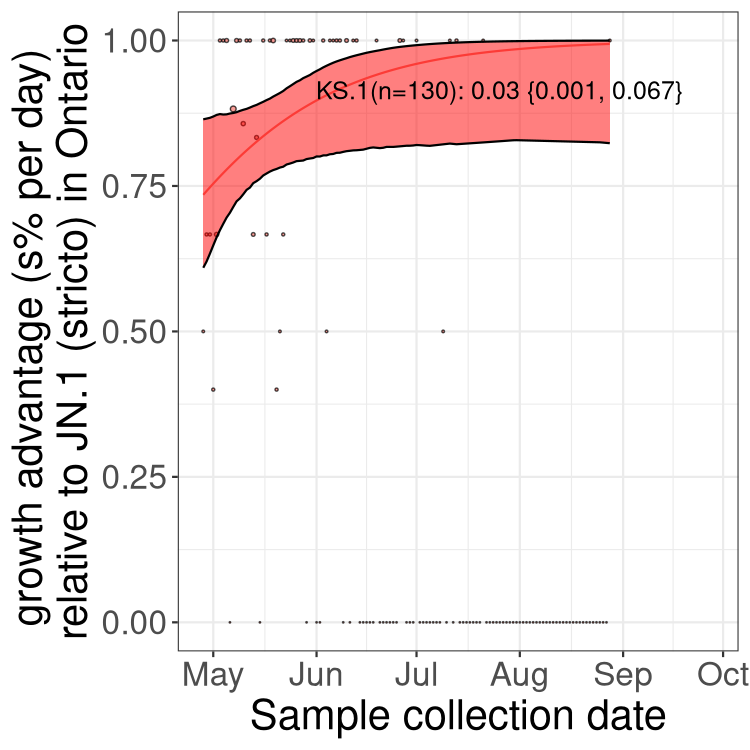 growth advantage (s% per day)
relative to JN.1 (stricto) in Ontario
1.00
0.75
0.50
0.25
0.00
KS.1(n=130): 0.03 {0.001, 0.067}
May Jun Jul Aug Sep Oct
Sample collection date